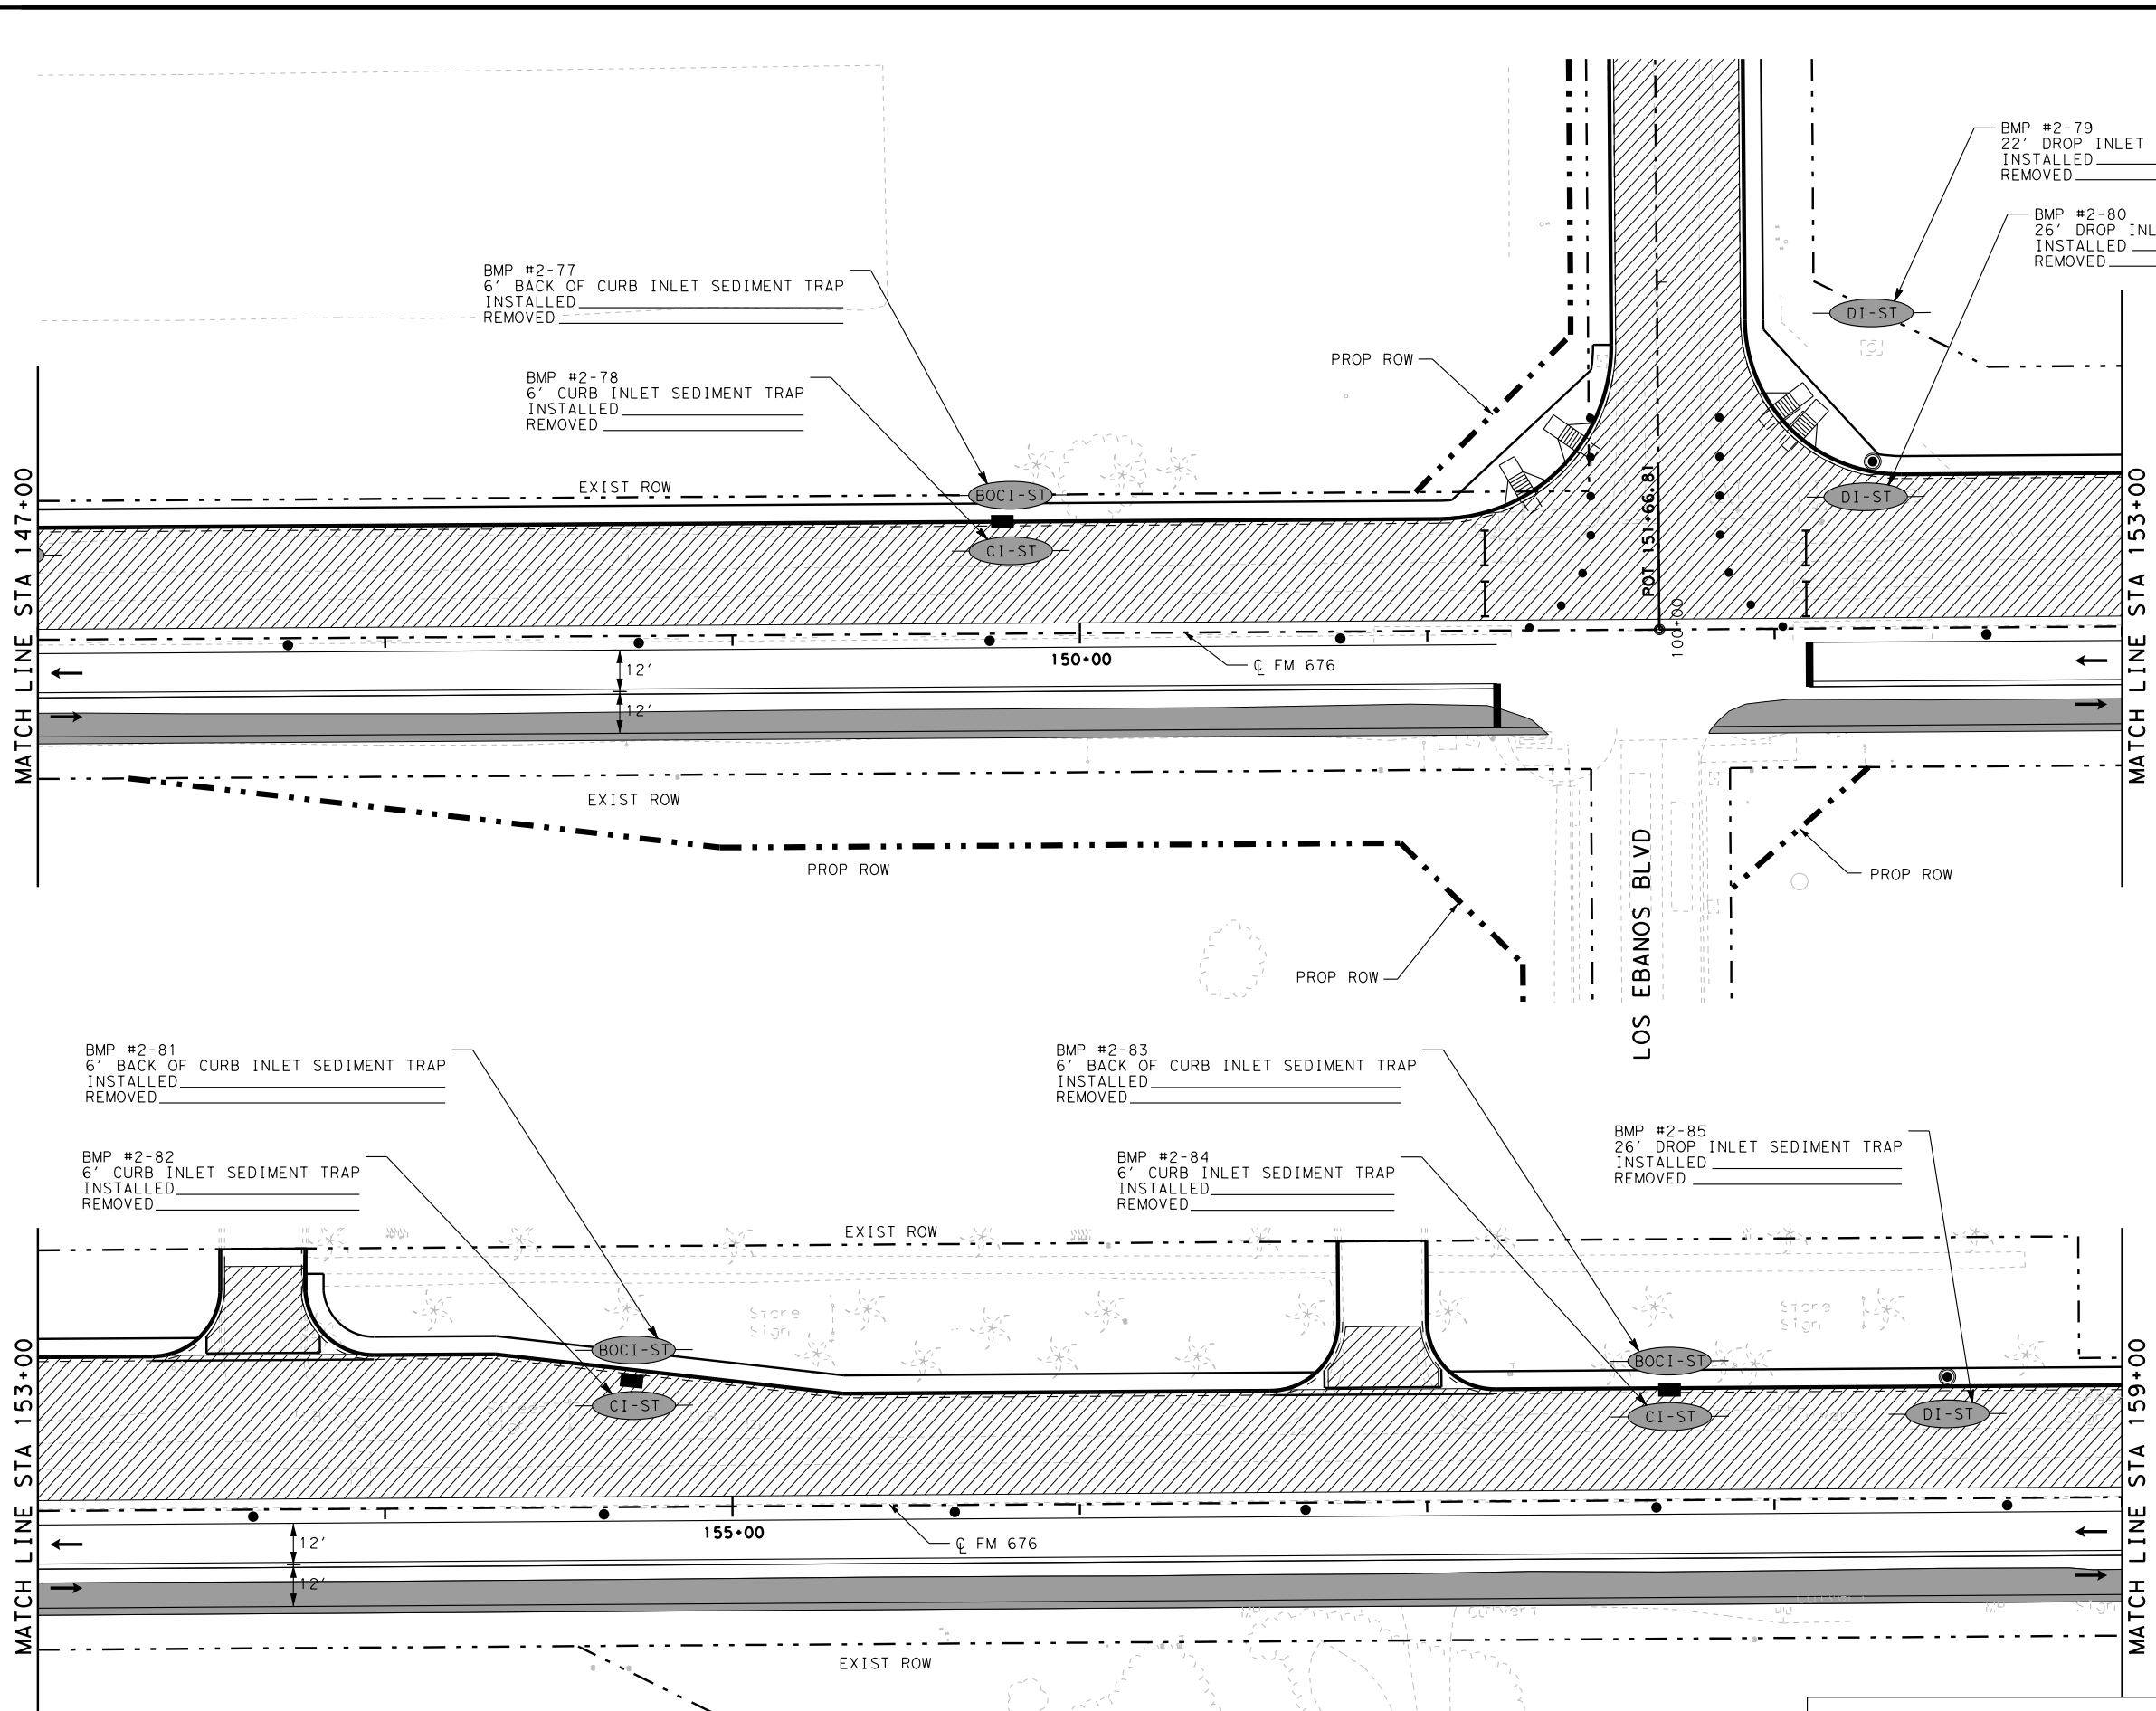 BMP #2-79
22' DROP INLET
INSTALLED
REMOVED
BMP #2-80
26' DROP INL
INSTALLED
REMOVED
DI-ST
BMP #2-77
6' BACK OF CURB INLET SEDIMENT TRAP
INSTALLED
REMOVED
PROP ROW
BMP #2-78
6' CURB INLET SEDIMENT TRAP
INSTALLED
REMOVED
EXIST ROW
BOCI-ST
DI-ST
CI-ST
MATCH LINE STA 147+00
MATCH LINE STA 153+00
POT 151+66.81
100+00
150+00
℄ FM 676
12'
12'
EXIST ROW
PROP ROW
PROP ROW
PROP ROW
LOS EBANOS BLVD
BMP #2-81
6' BACK OF CURB INLET SEDIMENT TRAP
INSTALLED
REMOVED
BMP #2-83
6' BACK OF CURB INLET SEDIMENT TRAP
INSTALLED
REMOVED
BMP #2-82
6' CURB INLET SEDIMENT TRAP
INSTALLED
REMOVED
BMP #2-84
6' CURB INLET SEDIMENT TRAP
INSTALLED
REMOVED
BMP #2-85
26' DROP INLET SEDIMENT TRAP
INSTALLED
REMOVED
EXIST ROW
Store
Sign
Store
Sign
BOCI-ST
BOCI-ST
CI-ST
CI-ST
DI-ST
MATCH LINE STA 153+00
MATCH LINE STA 159+00
155+00
℄ FM 676
12'
12'
EXIST ROW